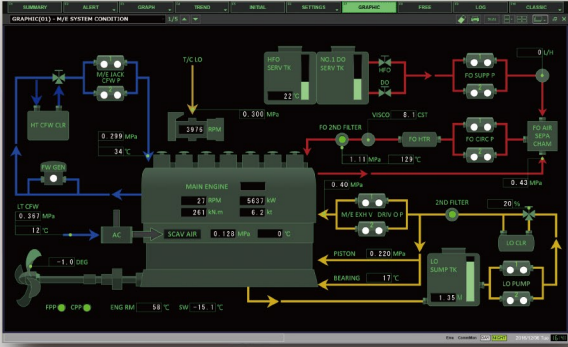 SUMMARY ALERT GRAPH TREND INITIAL SETTINGS GRAPHIC FREE LOG CLASSIC
GRAPHIC(01) - M/E SYSTEM CONDITION 1/5
M/E JACK
CFW P
HT CFW CLR
0.299 MPa
34 ℃
FW GEN
LT CFW
0.367 MPa
12 ℃
AC
-1.0 DEG
FPP CPP
ENG RM 58 ℃ SW -15.1 ℃
T/C LO
3976 RPM
0.300 MPa
HFO
SERV TK
22 ℃
NO.1 DO
SERV TK
HFO
DO
FO SUPP P
0 L/H
VISCO 8.1 CST
FO 2ND FILTER
FO HTR
FO CIRC P
FO AIR
SEPA
CHAM
1.11 MPa
129 ℃
0.43 MPa
MAIN ENGINE
27 RPM 5637 kW
261 kN.m 6.2 kt
SCAV AIR 0.128 MPa 0 ℃
0.40 MPa
M/E EXH V DRIV O P
2ND FILTER
20 %
LO CLR
PISTON 0.220 MPa
BEARING 17 ℃
LO
SUMP TK
1.35 M
LO PUMP